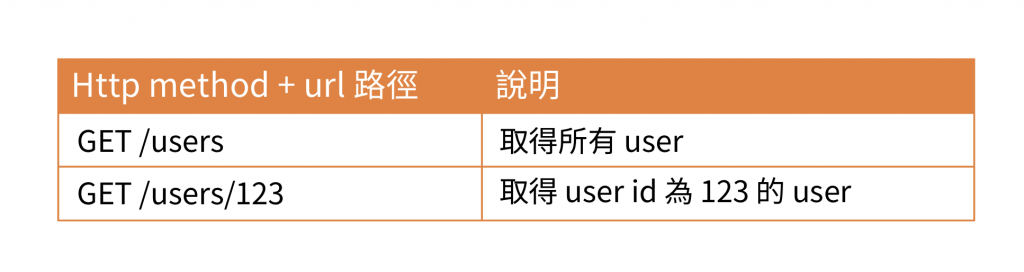 Http method + url 路徑 說明
GET /users 取得所有 user
GET /users/123 取得 user id 為 123 的 user